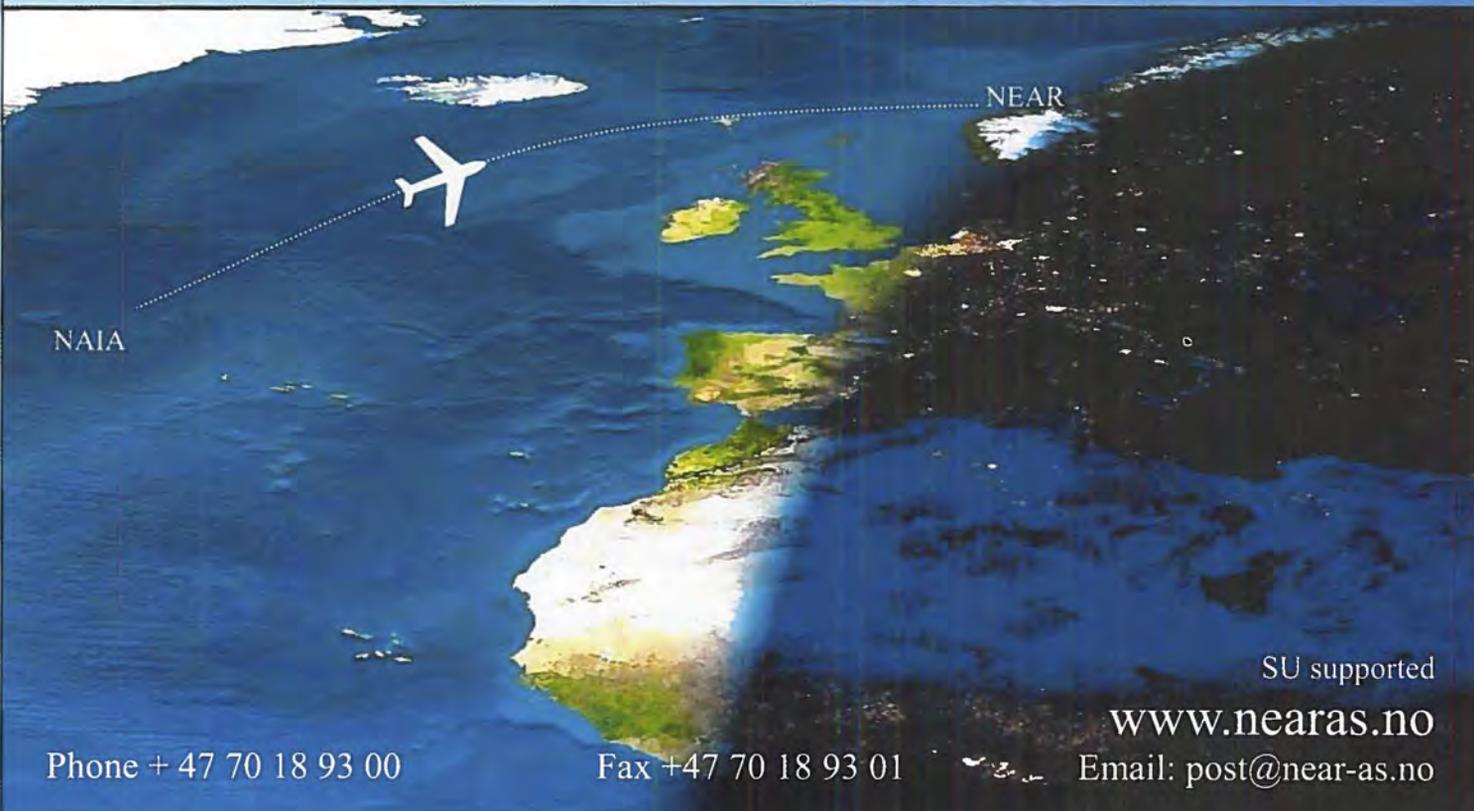 NEAR
NAIA
SU supported
www.nearas.no
Phone + 47 70 18 93 00
Fax +47 70 18 93 01
Email: post@near-as.no